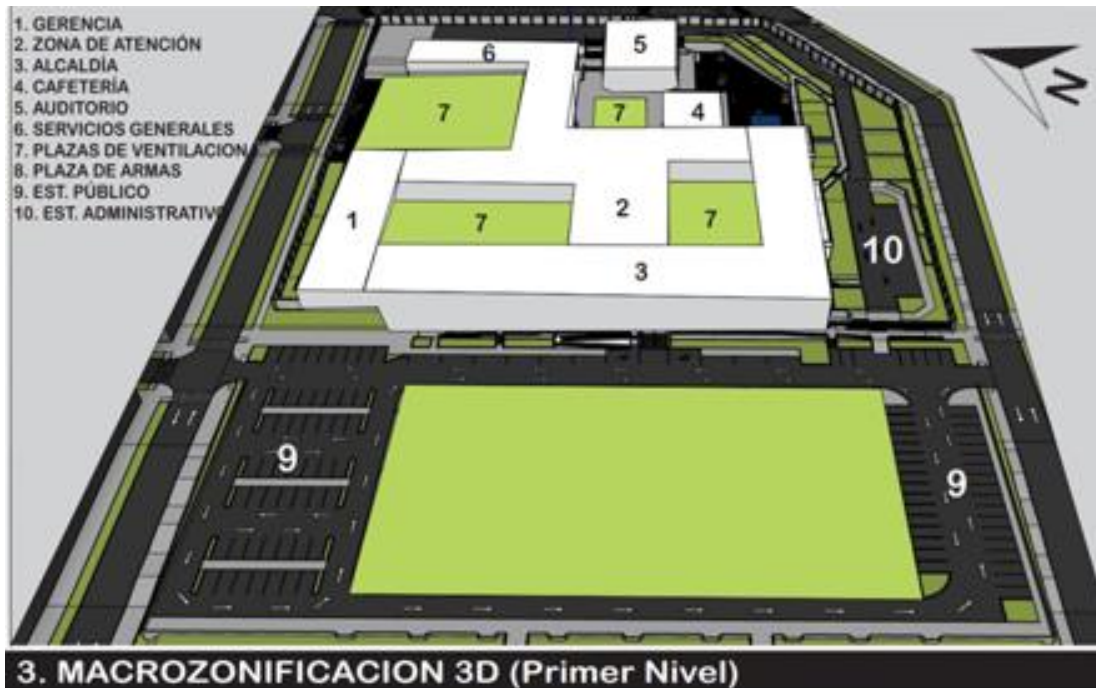 1. GERENCIA
2. ZONA DE ATENCIÓN
3. ALCALDÍA
4. CAFETERÍA
5. AUDITORIO
6. SERVICIOS GENERALES
7. PLAZAS DE VENTILACION
8. PLAZA DE ARMAS
9. EST. PÚBLICO
10. EST. ADMINISTRATIVO
N
5
6
7
7
4
1
7
2
7
10
3
9
9
3. MACROZONIFICACION 3D (Primer Nivel)